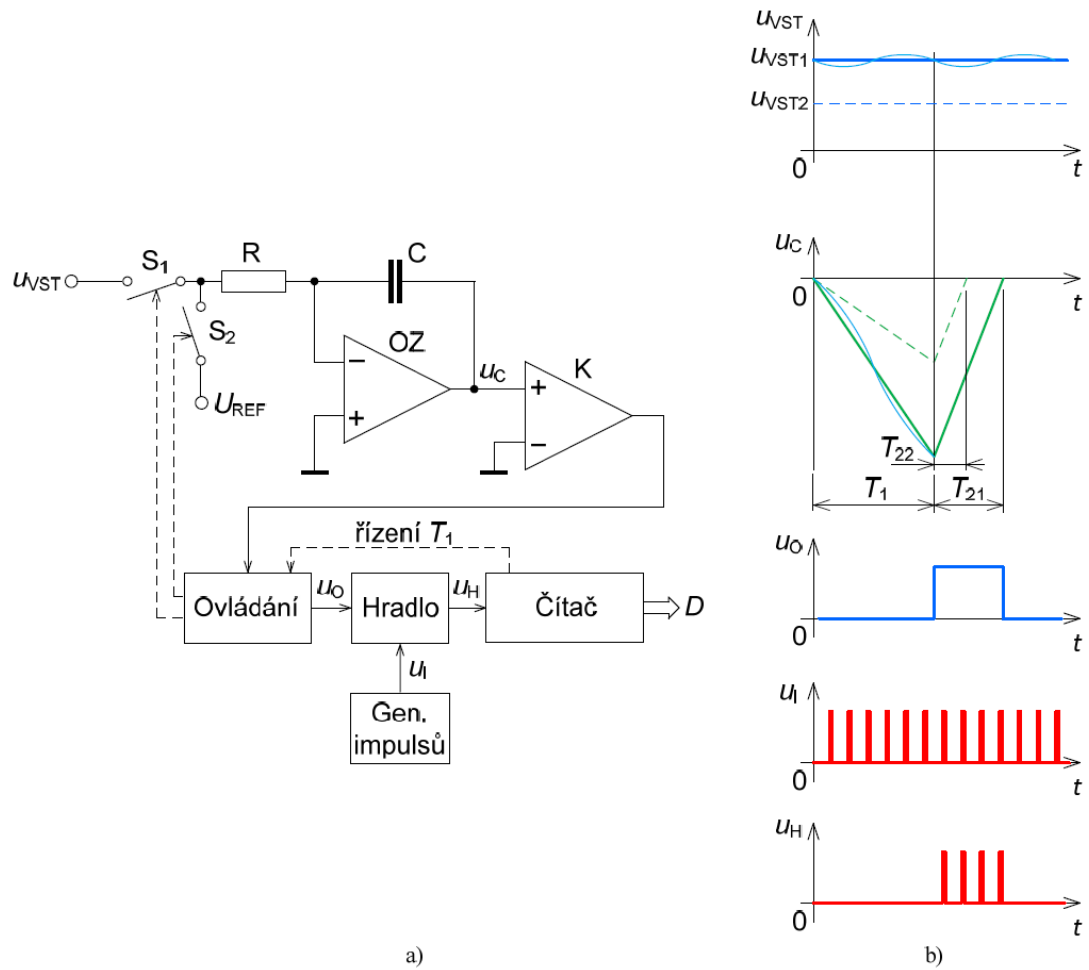 uVST
S1
R
C
S2
UREF
OZ
−
+
uC
K
+
−
řízení T1
Ovládání
uO
Hradlo
uH
Čítač
D
uI
Gen.
impulsů
a)
uVST
uVST1
uVST2
0
t
uC
0
t
T22
T1
T21
uO
0
t
uI
0
t
uH
0
t
b)